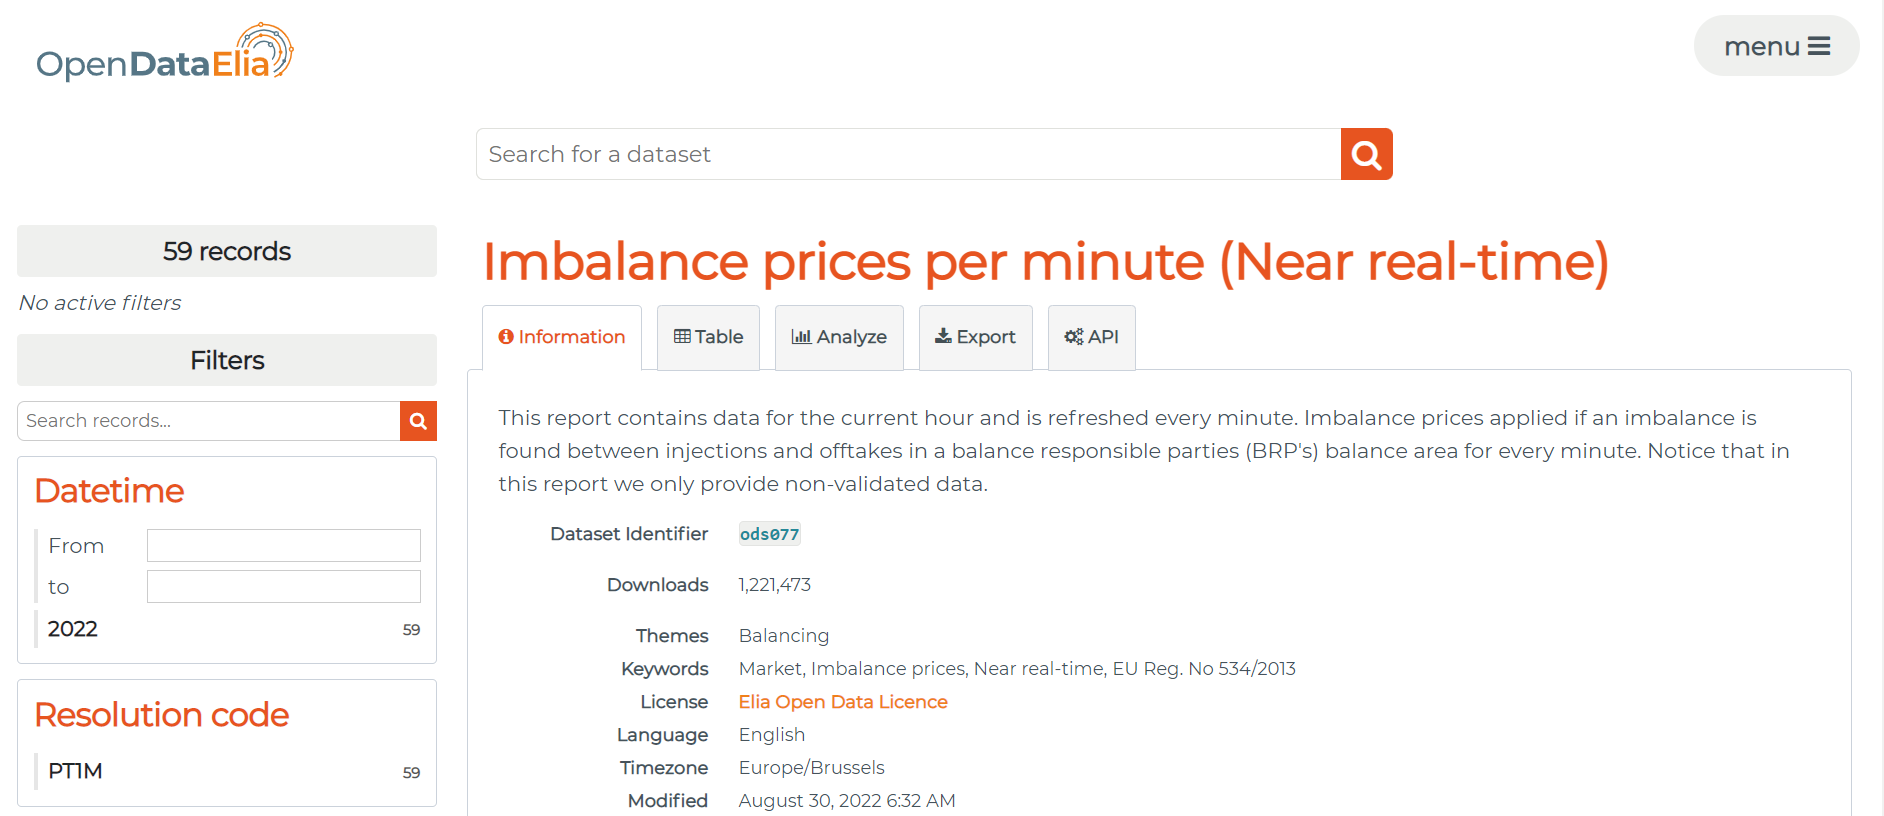 OpenDataElia
menu
Search for a dataset
59 records
No active filters
Filters
Search records...
Datetime
From
to
2022 59
Resolution code
PT1M 59
Imbalance prices per minute (Near real-time)
Information Table Analyze Export API
This report contains data for the current hour and is refreshed every minute. Imbalance prices applied if an imbalance is
found between injections and offtakes in a balance responsible parties (BRP's) balance area for every minute. Notice that in
this report we only provide non-validated data.
Dataset Identifier ods077
Downloads 1,221,473
Themes Balancing
Keywords Market, Imbalance prices, Near real-time, EU Reg. No 534/2013
License Elia Open Data Licence
Language English
Timezone Europe/Brussels
Modified August 30, 2022 6:32 AM